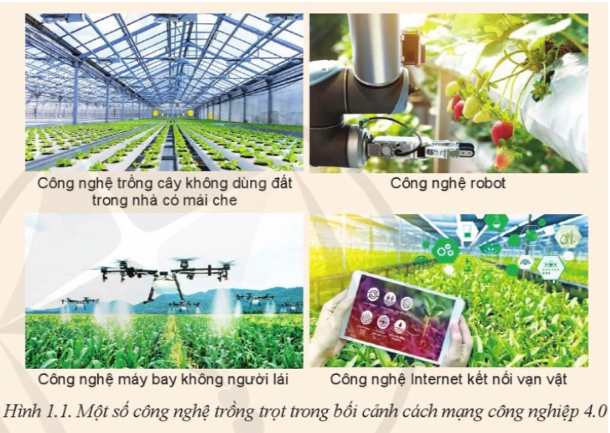 Công nghệ trồng cây không dùng đất
trong nhà có mái che
Công nghệ robot
Công nghệ máy bay không người lái
Công nghệ Internet kết nối vạn vật
Hình 1.1. Một số công nghệ trồng trọt trong bối cảnh cách mạng công nghiệp 4.0